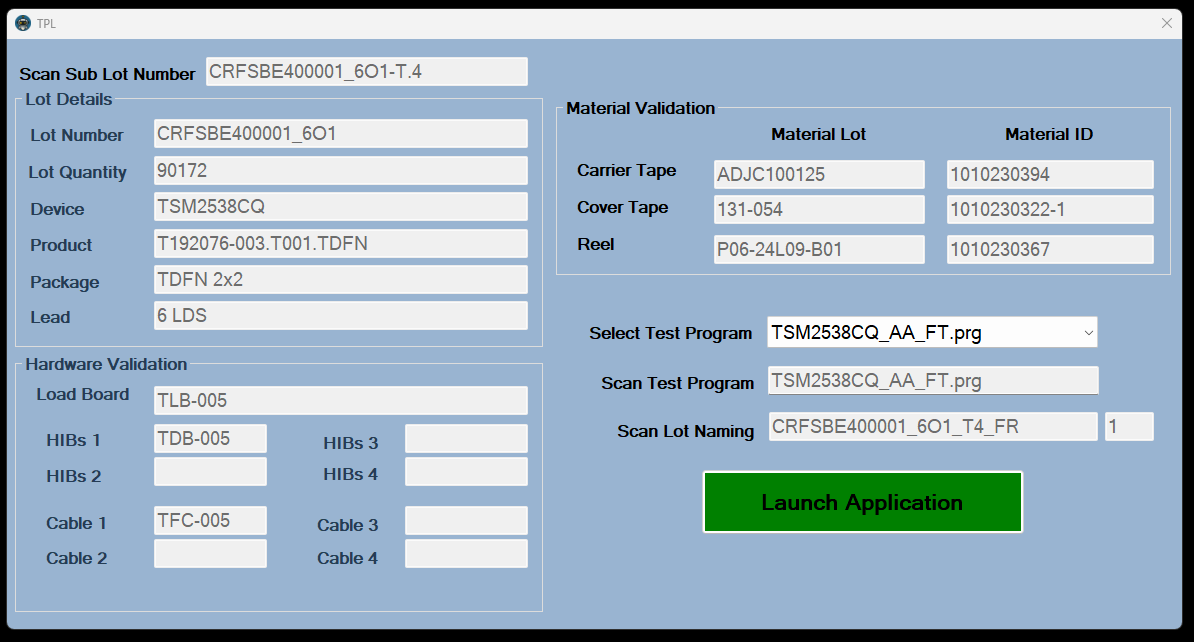 TPL
Scan Sub Lot Number CRFSBE400001_6O1-T.4
Lot Details
Lot Number CRFSBE400001_6O1
Lot Quantity 90172
Device TSM2538CQ
Product T192076-003.T001.TDFN
Package TDFN 2x2
Lead 6 LDS
Hardware Validation
Load Board TLB-005
HIBs 1 TDB-005 HIBs 3
HIBs 2 HIBs 4
Cable 1 TFC-005 Cable 3
Cable 2 Cable 4
Material Validation
Material Lot Material ID
Carrier Tape ADJC100125 1010230394
Cover Tape 131-054 1010230322-1
Reel P06-24L09-B01 1010230367
Select Test Program TSM2538CQ_AA_FT.prg
Scan Test Program TSM2538CQ_AA_FT.prg
Scan Lot Naming CRFSBE400001_6O1_T4_FR 1
Launch Application